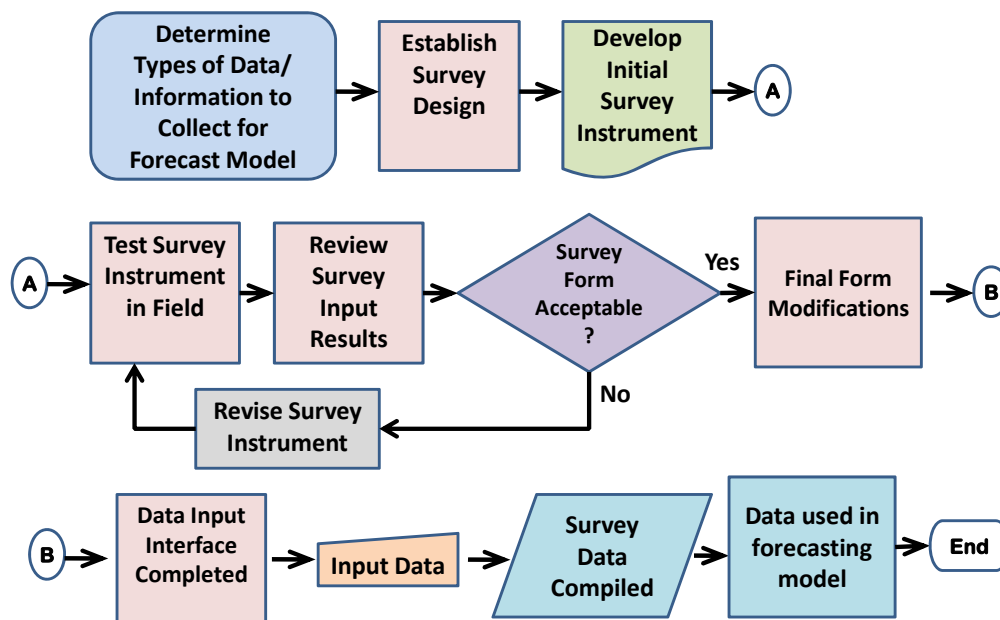 Determine
Types of Data/
Information to
Collect for
Forecast Model
Establish
Survey
Design
Develop
Initial
Survey
Instrument
A
A
Test Survey
Instrument
in Field
Review
Survey
Input
Results
Survey
Form
Acceptable
?
Yes
Final Form
Modifications
B
No
Revise Survey
Instrument
B
Data Input
Interface
Completed
Input Data
Survey
Data
Compiled
Data used in
forecasting
model
End